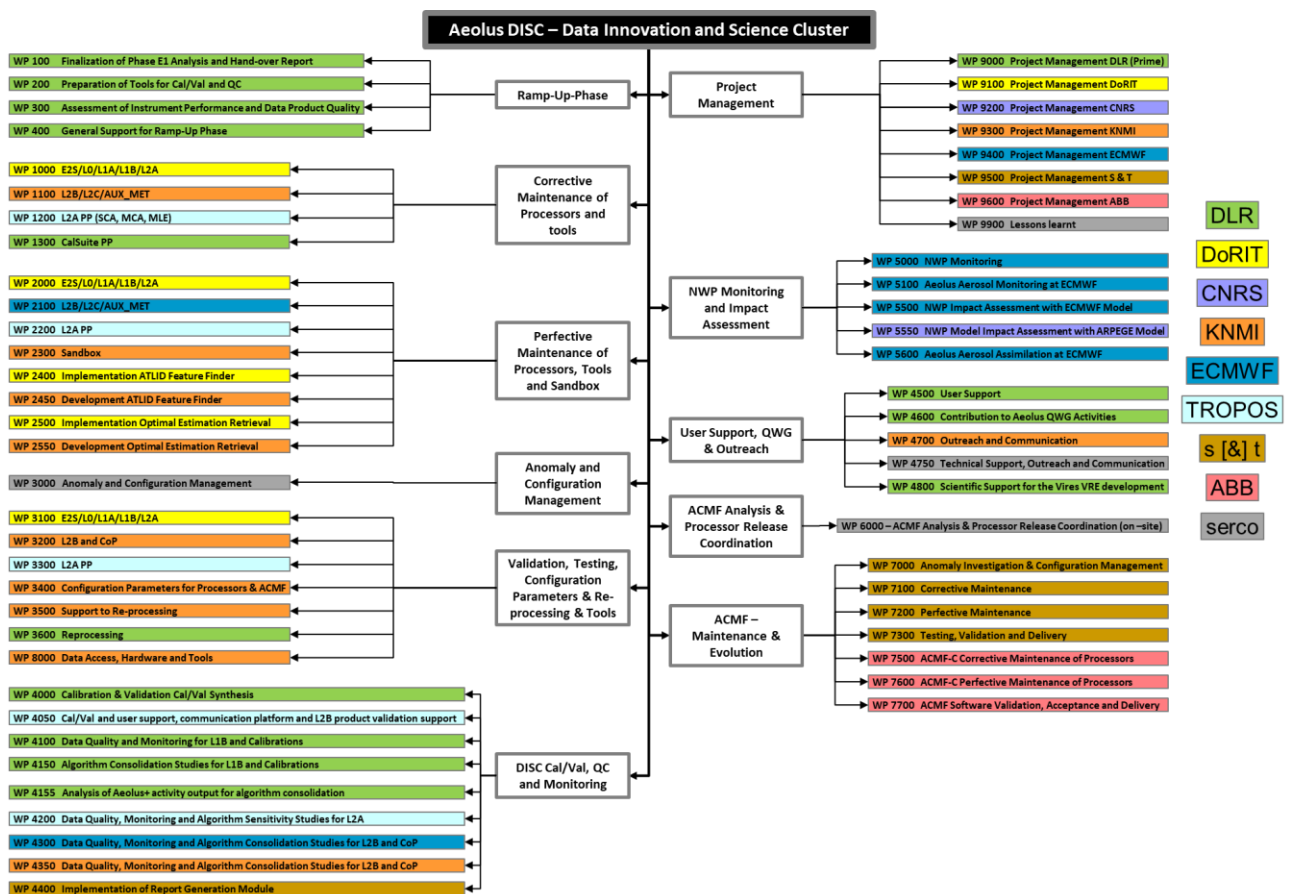 Aeolus DISC – Data Innovation and Science Cluster
WP 100 Finalization of Phase E1 Analysis and Hand-over Report
WP 200 Preparation of Tools for Cal/Val and QC
WP 300 Assessment of Instrument Performance and Data Product Quality
WP 400 General Support for Ramp-Up Phase
Ramp-Up-Phase
WP 1000 E2S/L0/L1A/L1B/L2A
WP 1100 L2B/L2C/AUX_MET
WP 1200 L2A PP (SCA, MCA, MLE)
WP 1300 CalSuite PP
Corrective
Maintenance of
Processors and
tools
WP 2000 E2S/L0/L1A/L1B/L2A
WP 2100 L2B/L2C/AUX_MET
WP 2200 L2A PP
WP 2300 Sandbox
WP 2400 Implementation ATLID Feature Finder
WP 2450 Development ATLID Feature Finder
WP 2500 Implementation Optimal Estimation Retrieval
WP 2550 Development Optimal Estimation Retrieval
Perfective
Maintenance of
Processors, Tools
and Sandbox
WP 3000 Anomaly and Configuration Management
Anomaly and
Configuration
Management
WP 3100 E2S/L0/L1A/L1B/L2A
WP 3200 L2B and CoP
WP 3300 L2A PP
WP 3400 Configuration Parameters for Processors & ACMF
WP 3500 Support to Re-processing
WP 3600 Reprocessing
WP 8000 Data Access, Hardware and Tools
Validation, Testing,
Configuration
Parameters & Re-
processing & Tools
WP 4000 Calibration & Validation Cal/Val Synthesis
WP 4050 Cal/Val and user support, communication platform and L2B product validation support
WP 4100 Data Quality and Monitoring for L1B and Calibrations
WP 4150 Algorithm Consolidation Studies for L1B and Calibrations
WP 4155 Analysis of Aeolus+ activity output for algorithm consolidation
WP 4200 Data Quality, Monitoring and Algorithm Sensitivity Studies for L2A
WP 4300 Data Quality, Monitoring and Algorithm Consolidation Studies for L2B and CoP
WP 4350 Data Quality, Monitoring and Algorithm Consolidation Studies for L2B and CoP
WP 4400 Implementation of Report Generation Module
DISC Cal/Val, QC
and Monitoring
Project
Management
WP 9000 Project Management DLR (Prime)
WP 9100 Project Management DoRIT
WP 9200 Project Management CNRS
WP 9300 Project Management KNMI
WP 9400 Project Management ECMWF
WP 9500 Project Management S & T
WP 9600 Project Management ABB
WP 9900 Lessons learnt
NWP Monitoring
and Impact
Assessment
WP 5000 NWP Monitoring
WP 5100 Aeolus Aerosol Monitoring at ECMWF
WP 5500 NWP Impact Assessment with ECMWF Model
WP 5550 NWP Model Impact Assessment with ARPEGE Model
WP 5600 Aeolus Aerosol Assimilation at ECMWF
User Support, QWG
& Outreach
WP 4500 User Support
WP 4600 Contribution to Aeolus QWG Activities
WP 4700 Outreach and Communication
WP 4750 Technical Support, Outreach and Communication
WP 4800 Scientific Support for the Vires VRE development
ACMF Analysis &
Processor Release
Coordination
WP 6000 – ACMF Analysis & Processor Release Coordination (on –site)
ACMF –
Maintenance &
Evolution
WP 7000 Anomaly Investigation & Configuration Management
WP 7100 Corrective Maintenance
WP 7200 Perfective Maintenance
WP 7300 Testing, Validation and Delivery
WP 7500 ACMF-C Corrective Maintenance of Processors
WP 7600 ACMF-C Perfective Maintenance of Processors
WP 7700 ACMF Software Validation, Acceptance and Delivery
DLR
DoRIT
CNRS
KNMI
ECMWF
TROPOS
s [&] t
ABB
serco